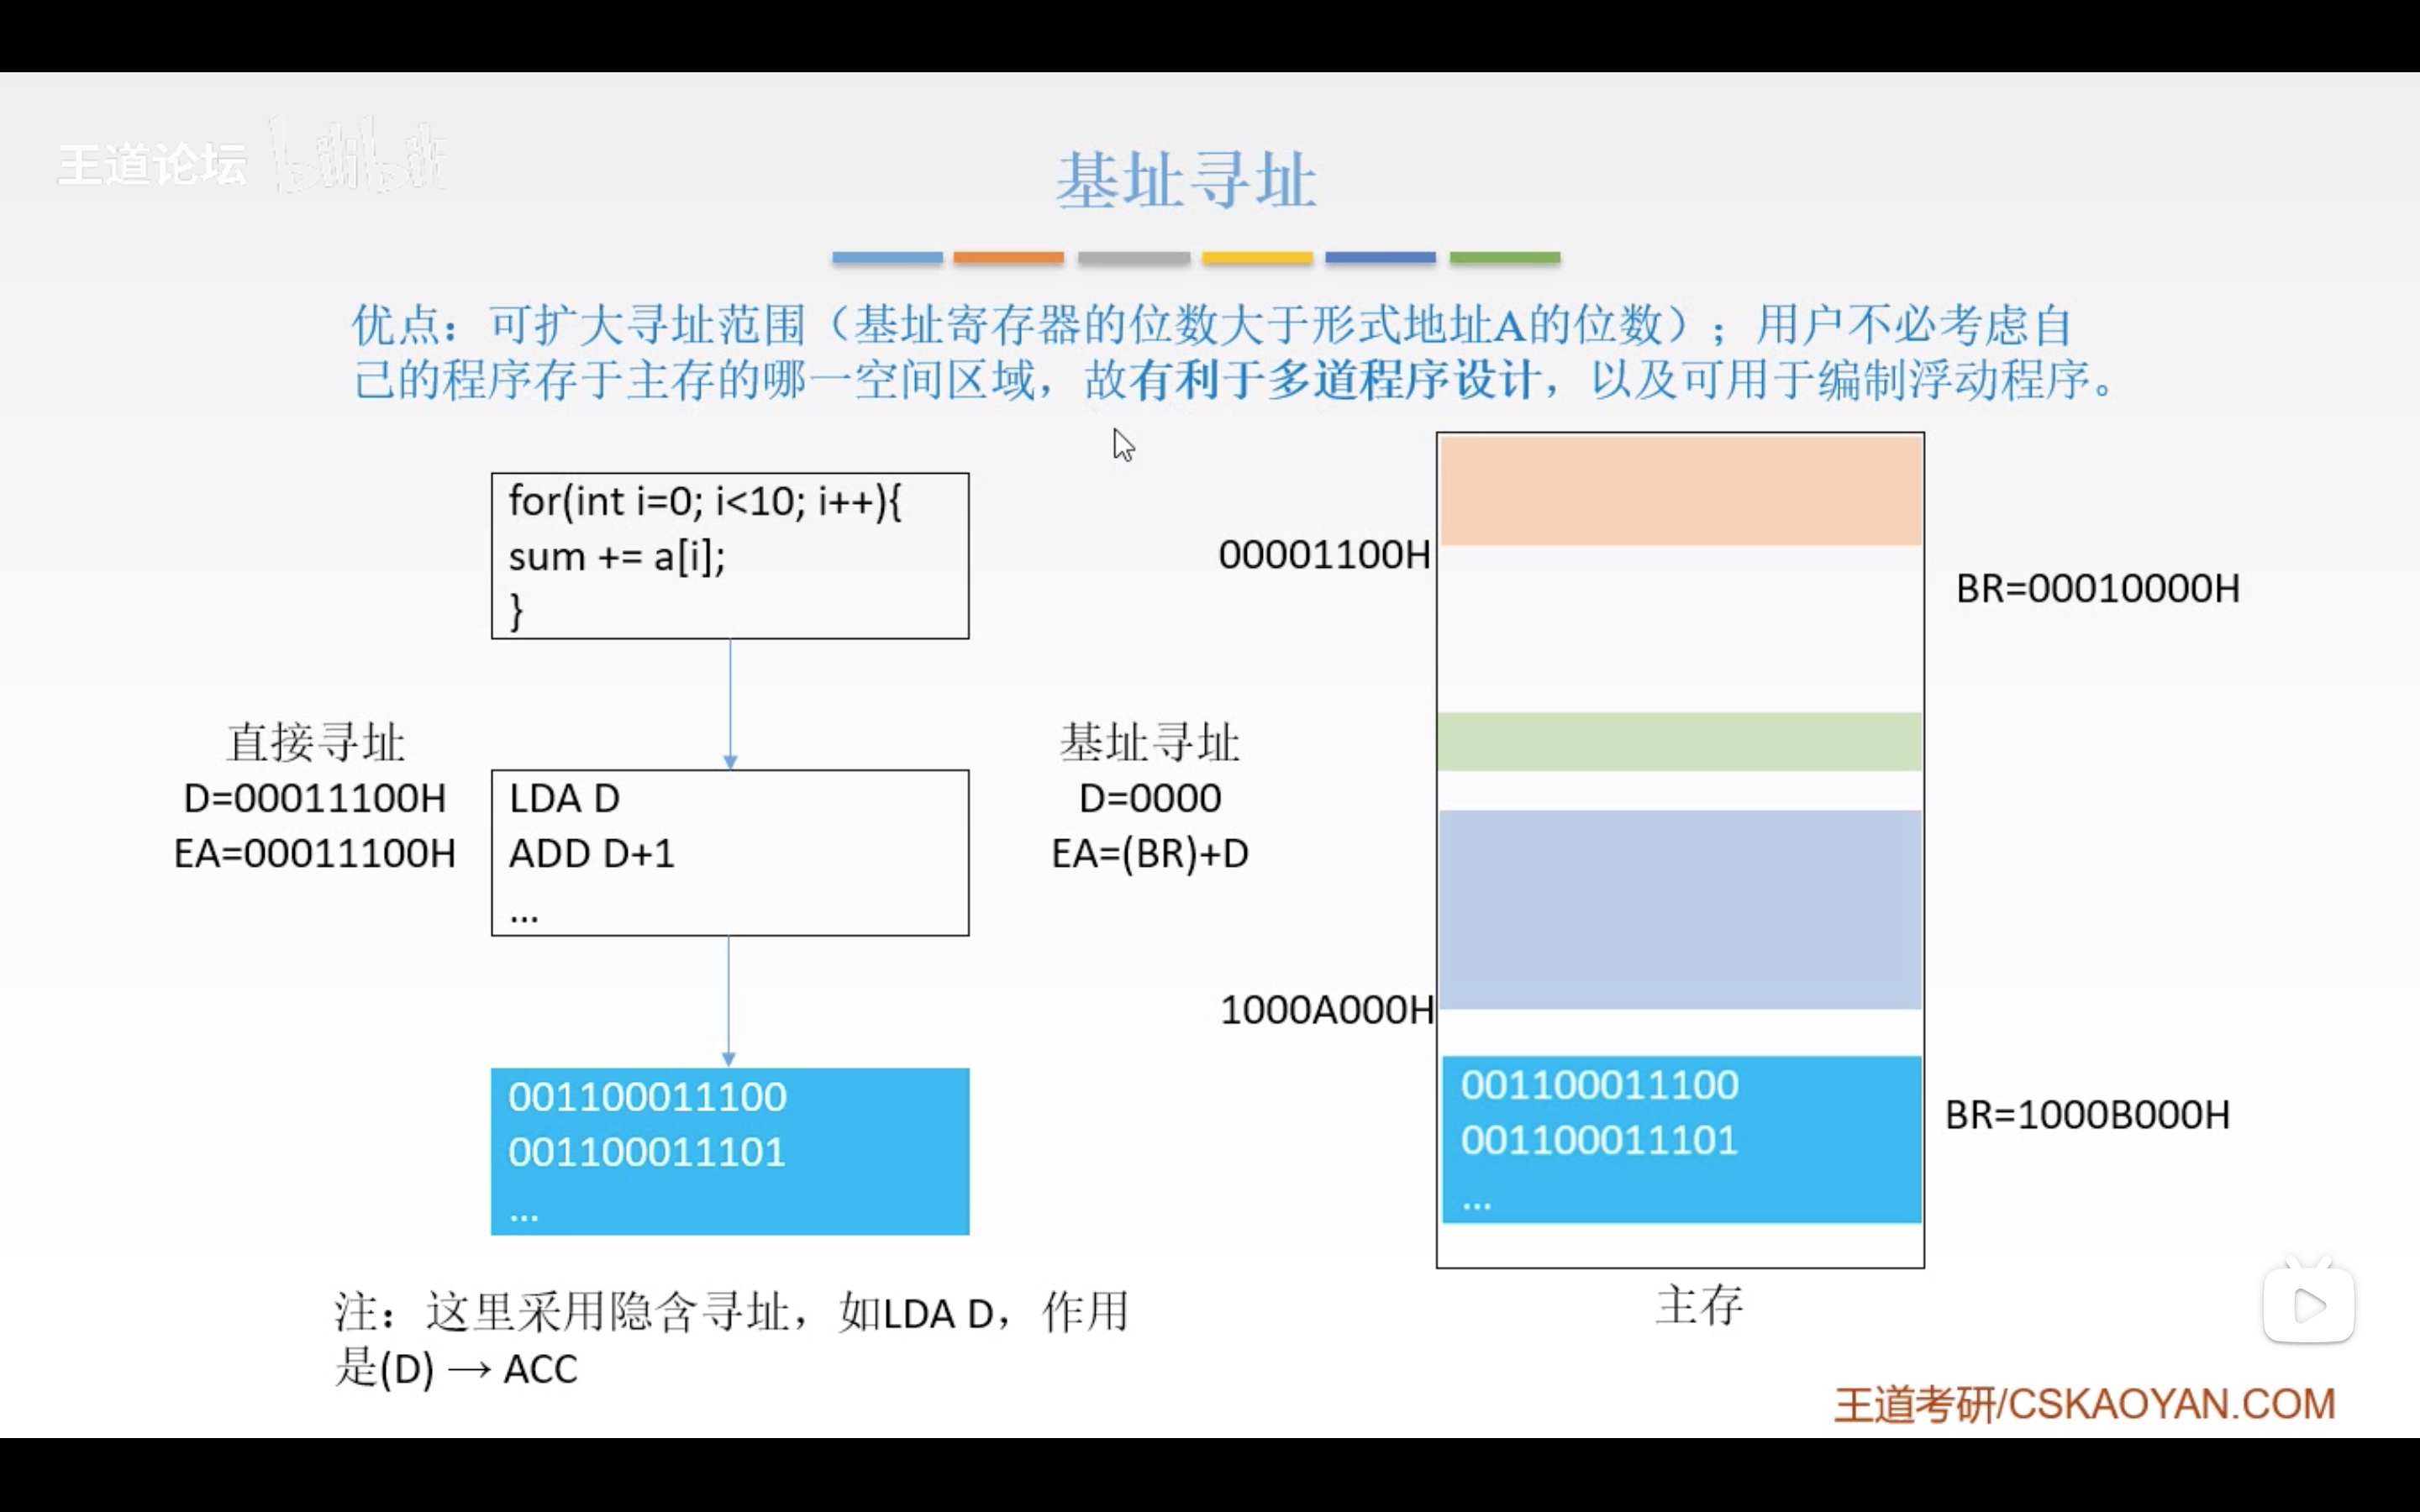 王道论坛 bilibili
基址寻址
优点：可扩大寻址范围（基址寄存器的位数大于形式地址A的位数）；用户不必考虑自
己的程序存于主存的哪一空间区域，故有利于多道程序设计，以及可用于编制浮动程序。
for(int i=0; i<10; i++){
sum += a[i];
}
直接寻址
D=00011100H
EA=00011100H
LDA D
ADD D+1
...
基址寻址
D=0000
EA=(BR)+D
001100011100
001100011101
...
注：这里采用隐含寻址，如LDA D，作用
是(D) → ACC
00001100H
BR=00010000H
1000A000H
001100011100
001100011101
...
BR=1000B000H
主存
王道考研/CSKAOYAN.COM